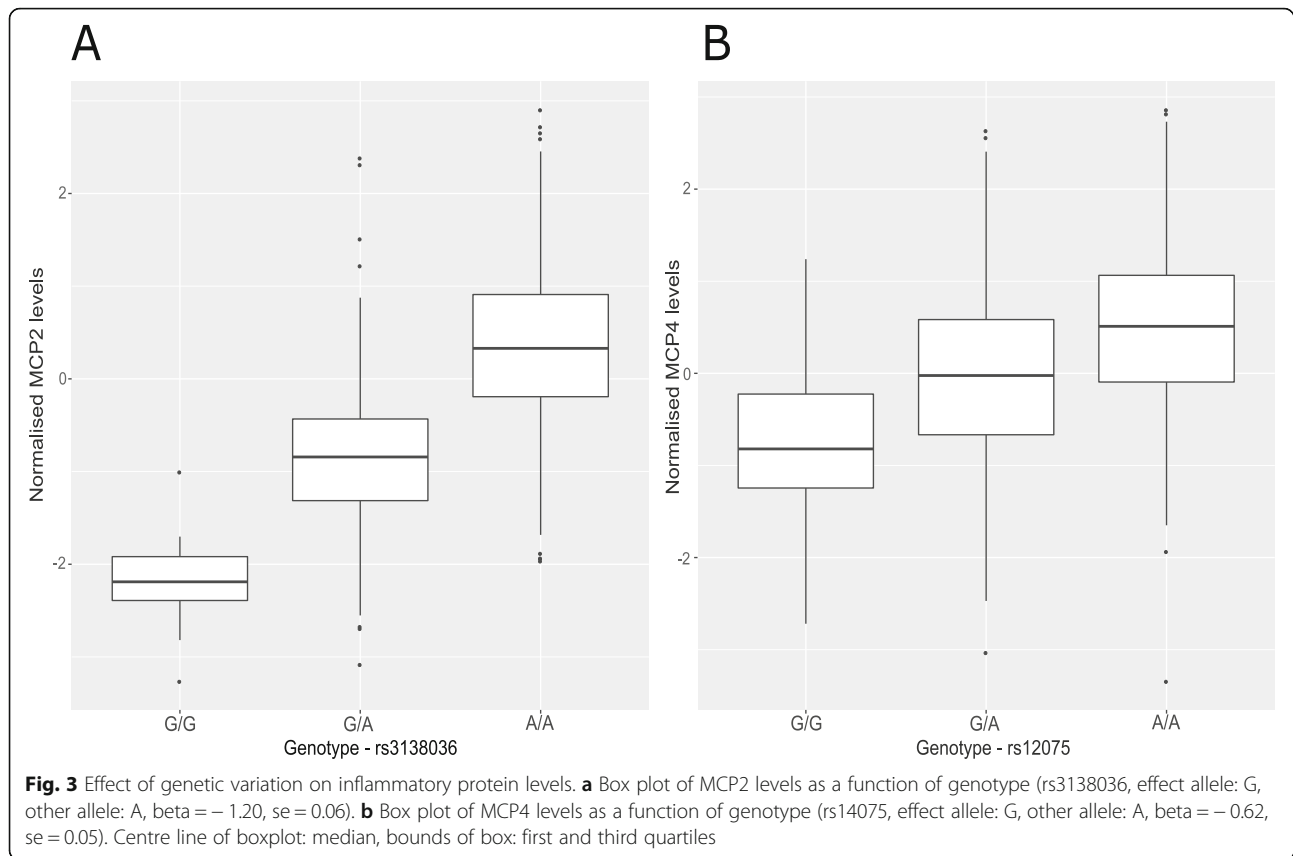 A
B
Normalised MCP2 levels
2
0
-2
G/G G/A A/A
Genotype - rs3138036
Normalised MCP4 levels
2
0
-2
G/G G/A A/A
Genotype - rs12075
Fig. 3 Effect of genetic variation on inflammatory protein levels. a Box plot of MCP2 levels as a function of genotype (rs3138036, effect allele: G,
other allele: A, beta = − 1.20, se = 0.06). b Box plot of MCP4 levels as a function of genotype (rs14075, effect allele: G, other allele: A, beta = − 0.62,
se = 0.05). Centre line of boxplot: median, bounds of box: first and third quartiles